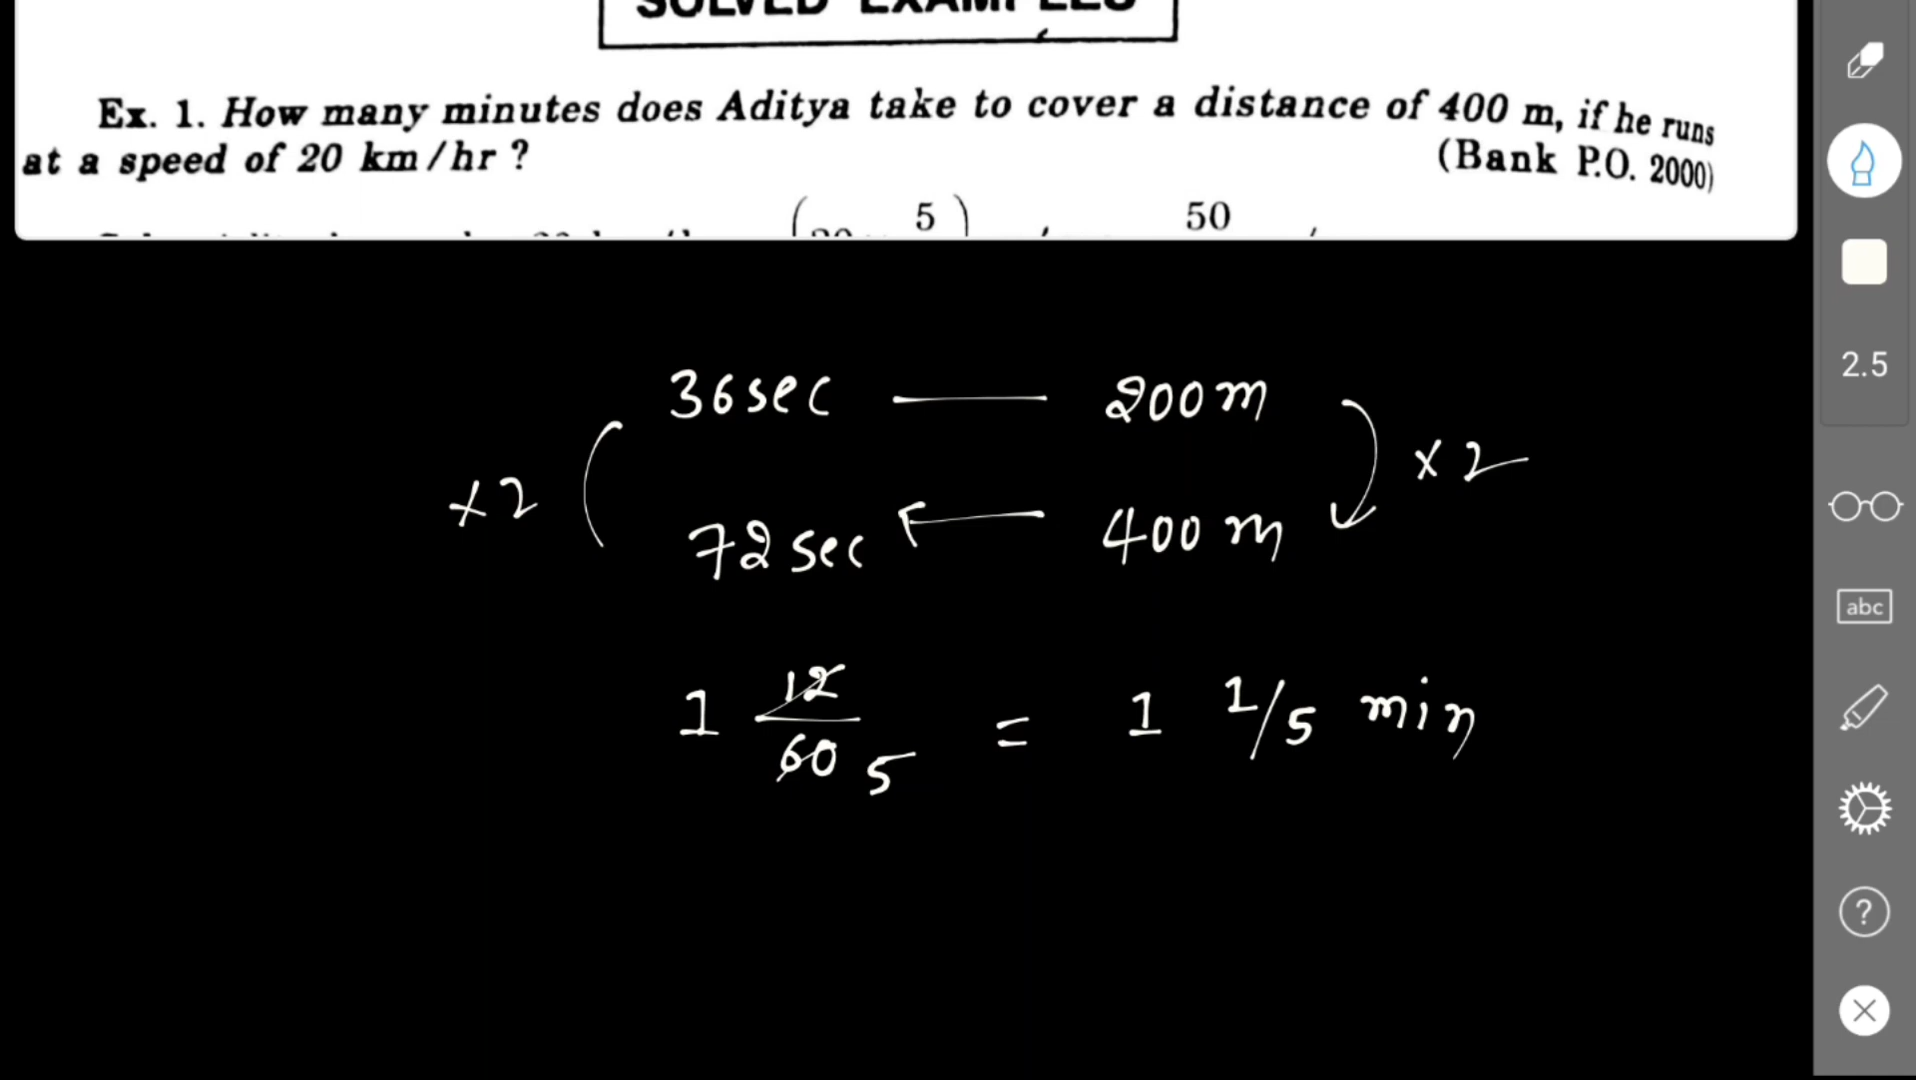 SOLVED EXAMPLES
Ex. 1. How many minutes does Aditya take to cover a distance of 400 m, if he runs
at a speed of 20 km/hr ?
(Bank P.O. 2000)
5
50
36sec — 200m
×2
×2
72sec ← 400m
1 12/60 5 = 1 1/5 min
2.5
abc
?